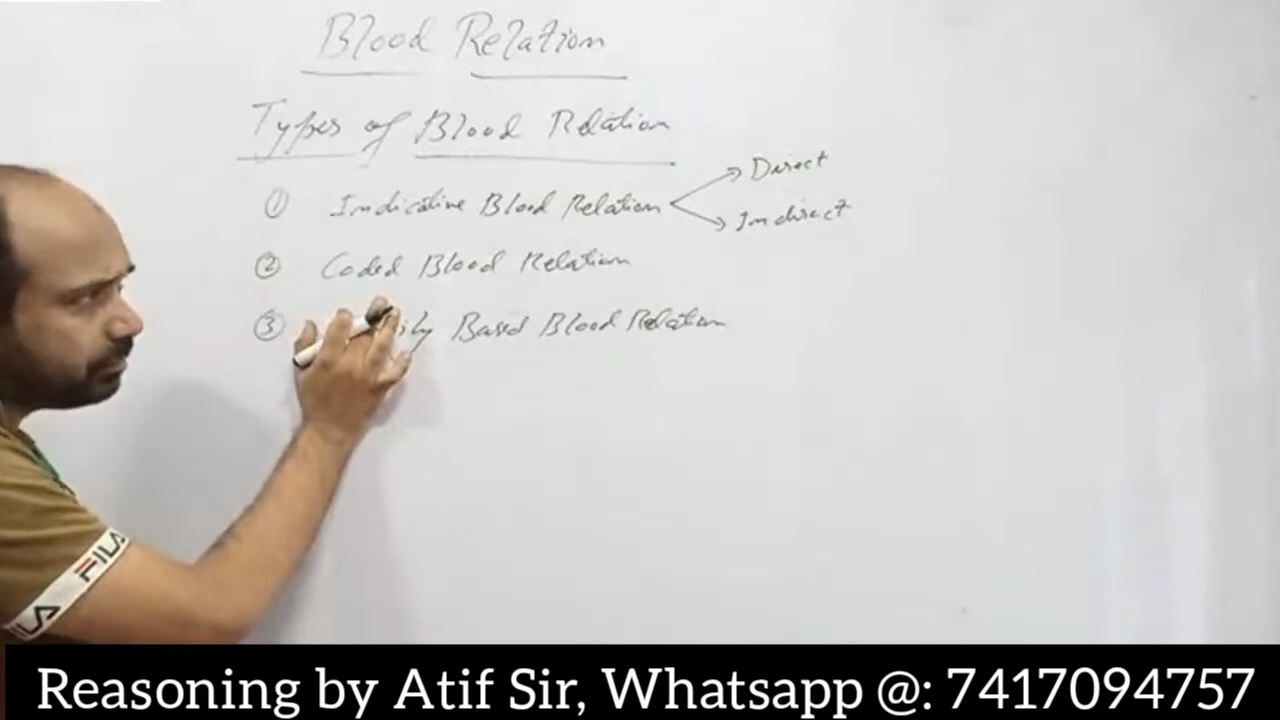 Blood Relation
Types of Blood Relation
① Indicative Blood Relation
Direct
Indirect
② Coded Blood Relation
③ Based Blood Relation
FILA
FILA
Reasoning by Atif Sir, Whatsapp @: 7417094757